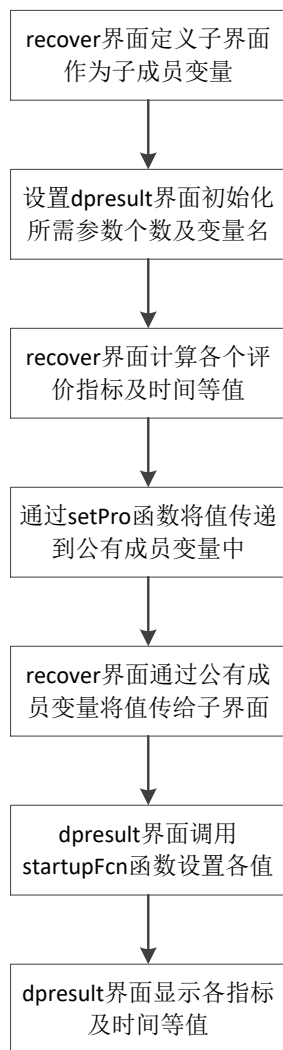 recover界面定义子界面
作为子成员变量
设置dpresult界面初始化
所需参数个数及变量名
recover界面计算各个评
价指标及时间等值
通过setPro函数将值传递
到公有成员变量中
recover界面通过公有成
员变量将值传给子界面
dpresult界面调用
startupFcn函数设置各值
dpresult界面显示各指标
及时间等值